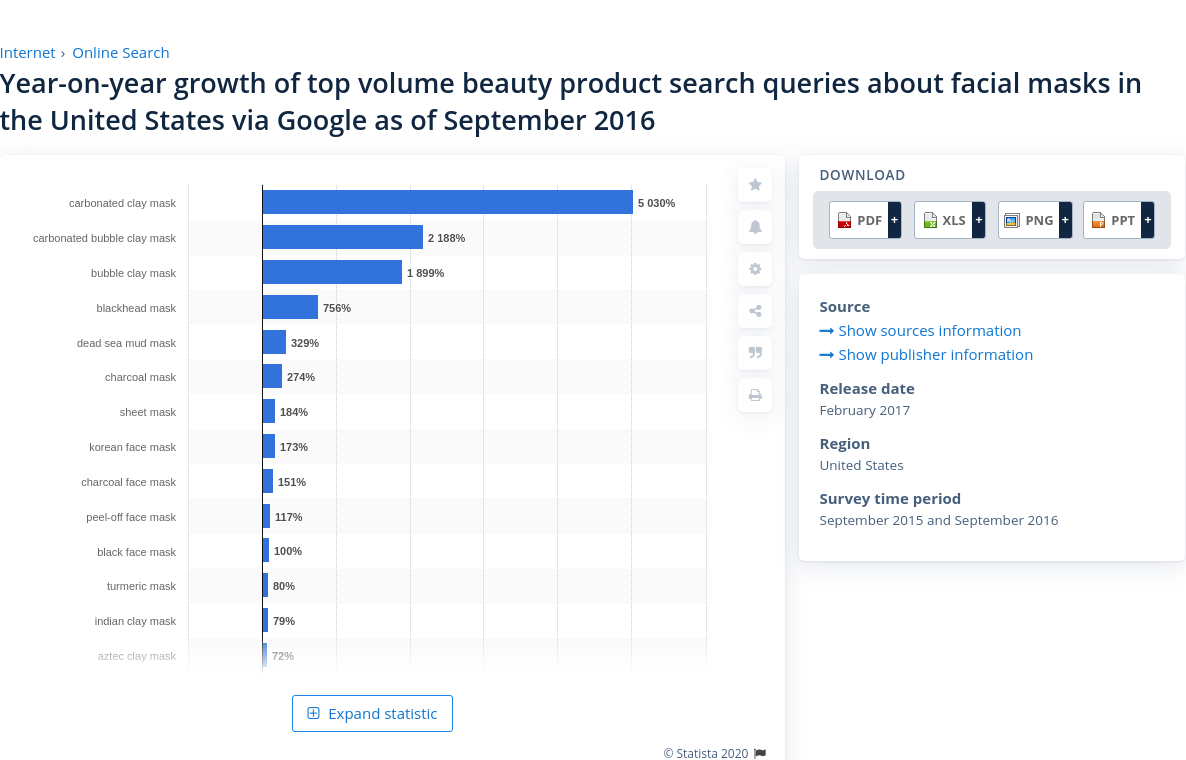 Internet › Online Search
Year-on-year growth of top volume beauty product search queries about facial masks in
the United States via Google as of September 2016
carbonated clay mask 5 030%
carbonated bubble clay mask 2 188%
bubble clay mask 1 899%
blackhead mask 756%
dead sea mud mask 329%
charcoal mask 274%
sheet mask 184%
korean face mask 173%
charcoal face mask 151%
peel-off face mask 117%
black face mask 100%
turmeric mask 80%
indian clay mask 79%
aztec clay mask 72%
Expand statistic
© Statista 2020
DOWNLOAD
PDF + XLS + PNG + PPT +
Source
Show sources information
Show publisher information
Release date
February 2017
Region
United States
Survey time period
September 2015 and September 2016